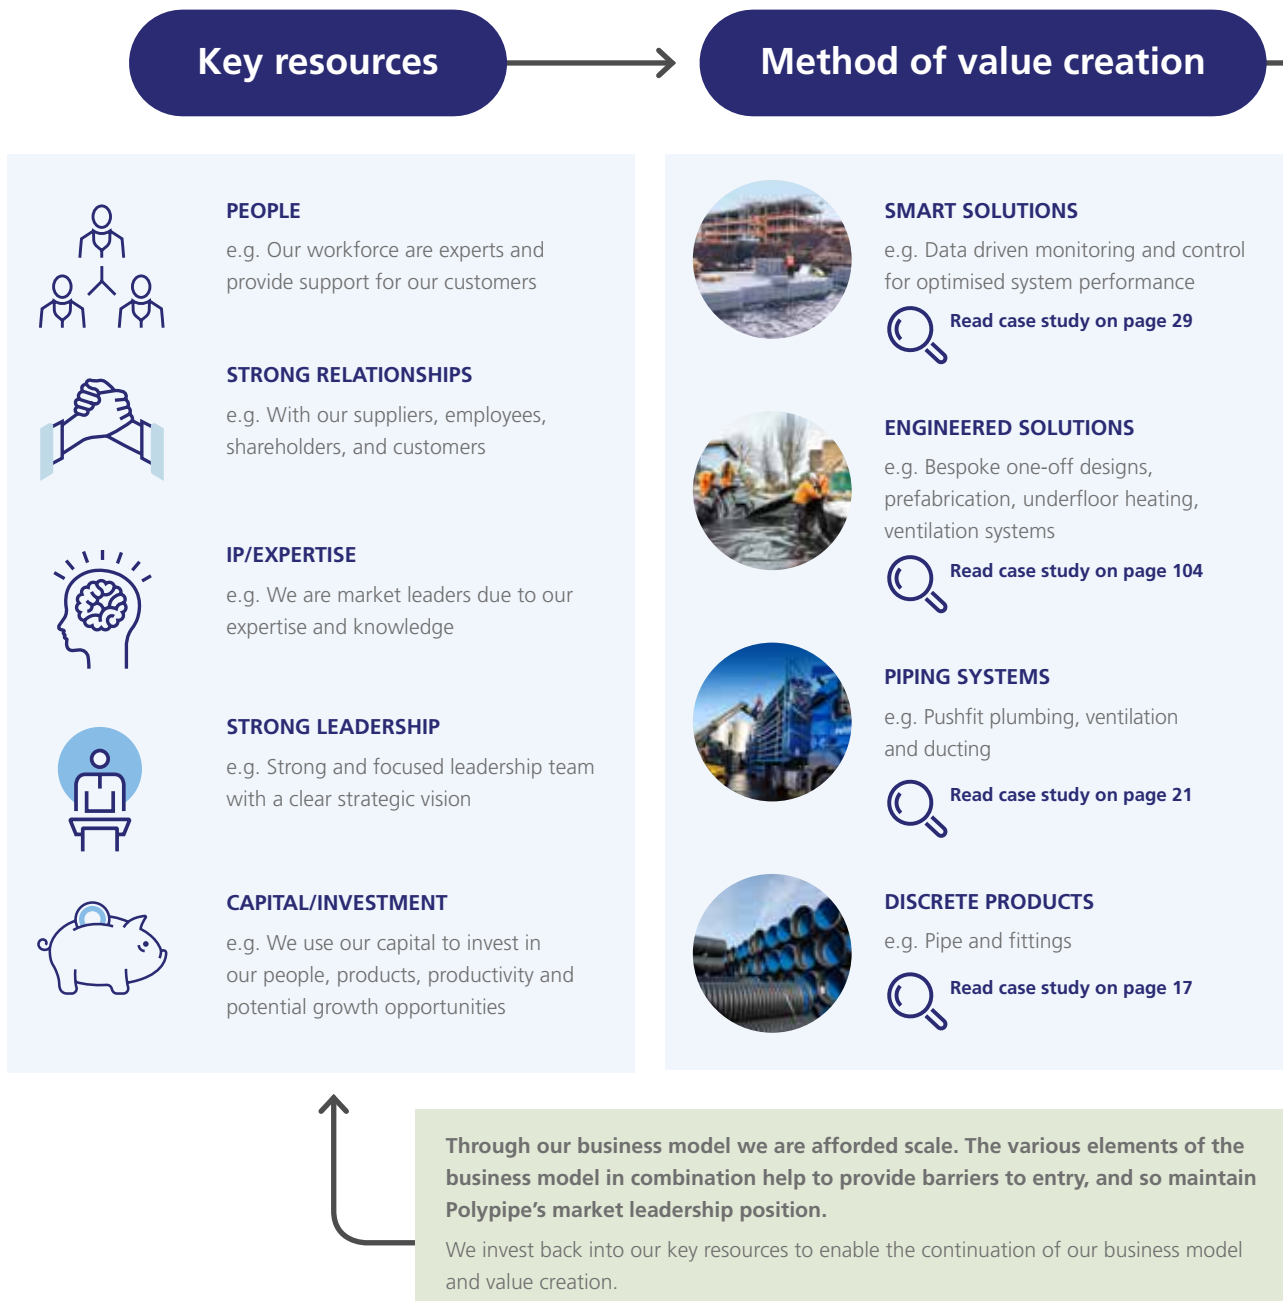 Key resources
Method of value creation
PEOPLE
e.g. Our workforce are experts and
provide support for our customers
STRONG RELATIONSHIPS
e.g. With our suppliers, employees,
shareholders, and customers
IP/EXPERTISE
e.g. We are market leaders due to our
expertise and knowledge
STRONG LEADERSHIP
e.g. Strong and focused leadership team
with a clear strategic vision
CAPITAL/INVESTMENT
e.g. We use our capital to invest in
our people, products, productivity and
potential growth opportunities
SMART SOLUTIONS
e.g. Data driven monitoring and control
for optimised system performance
Read case study on page 29
ENGINEERED SOLUTIONS
e.g. Bespoke one-off designs,
prefabrication, underfloor heating,
ventilation systems
Read case study on page 104
PIPING SYSTEMS
e.g. Pushfit plumbing, ventilation
and ducting
Read case study on page 21
DISCRETE PRODUCTS
e.g. Pipe and fittings
Read case study on page 17
Through our business model we are afforded scale. The various elements of the
business model in combination help to provide barriers to entry, and so maintain
Polypipe's market leadership position.
We invest back into our key resources to enable the continuation of our business model
and value creation.